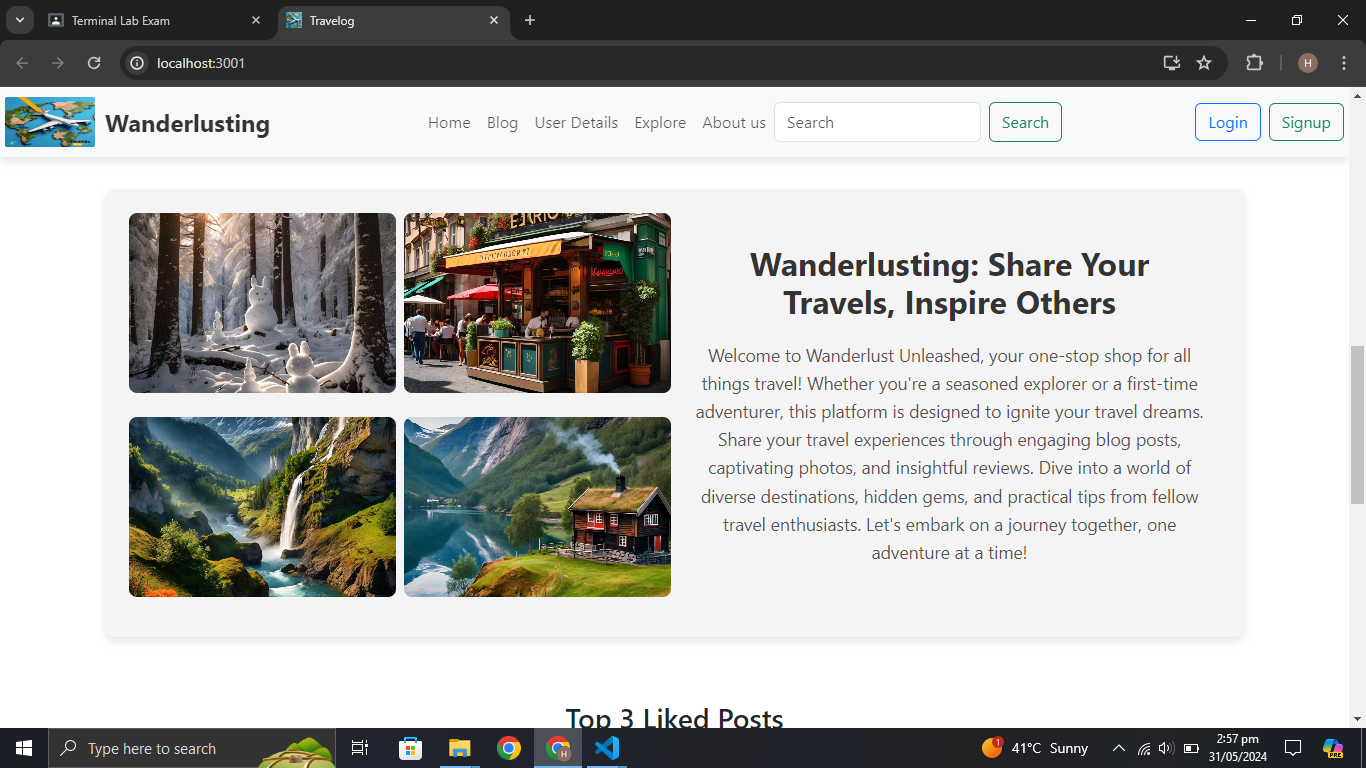 Terminal Lab Exam
Travelog
localhost:3001
H
Wanderlusting
Home
Blog
User Details
Explore
About us
Search
Search
Login
Signup
Wanderlusting: Share Your
Travels, Inspire Others
Welcome to Wanderlust Unleashed, your one-stop shop for all
things travel! Whether you're a seasoned explorer or a first-time
adventurer, this platform is designed to ignite your travel dreams.
Share your travel experiences through engaging blog posts,
captivating photos, and insightful reviews. Dive into a world of
diverse destinations, hidden gems, and practical tips from fellow
travel enthusiasts. Let's embark on a journey together, one
adventure at a time!
Top 3 Liked Posts
Type here to search
H
1
41°C Sunny
2:57 pm
31/05/2024
PRE